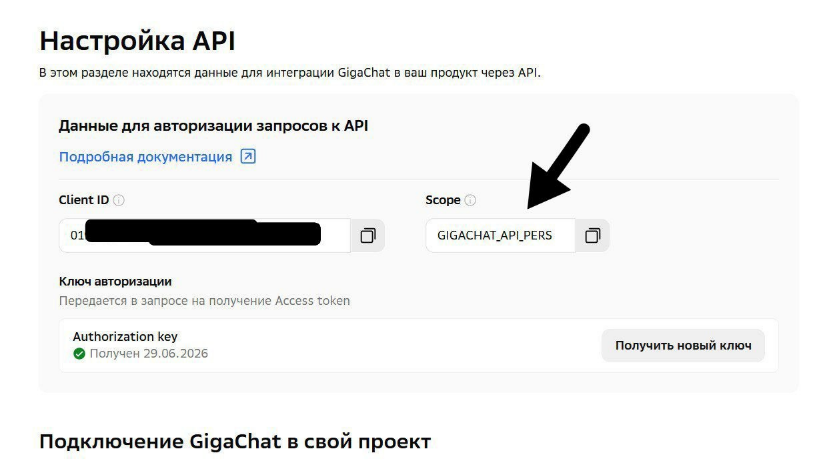 Настройка API
В этом разделе находятся данные для интеграции GigaChat в ваш продукт через API.
Данные для авторизации запросов к API
Подробная документация
Client ID
Scope
GIGACHAT_API_PERS
Ключ авторизации
Передается в запросе на получение Access token
Authorization key
Получен 29.06.2026
Получить новый ключ
Подключение GigaChat в свой проект